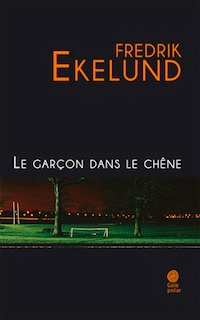 FREDRIK
EKELUND
LE GARÇON DANS LE CHÊNE
Gaïa
polar